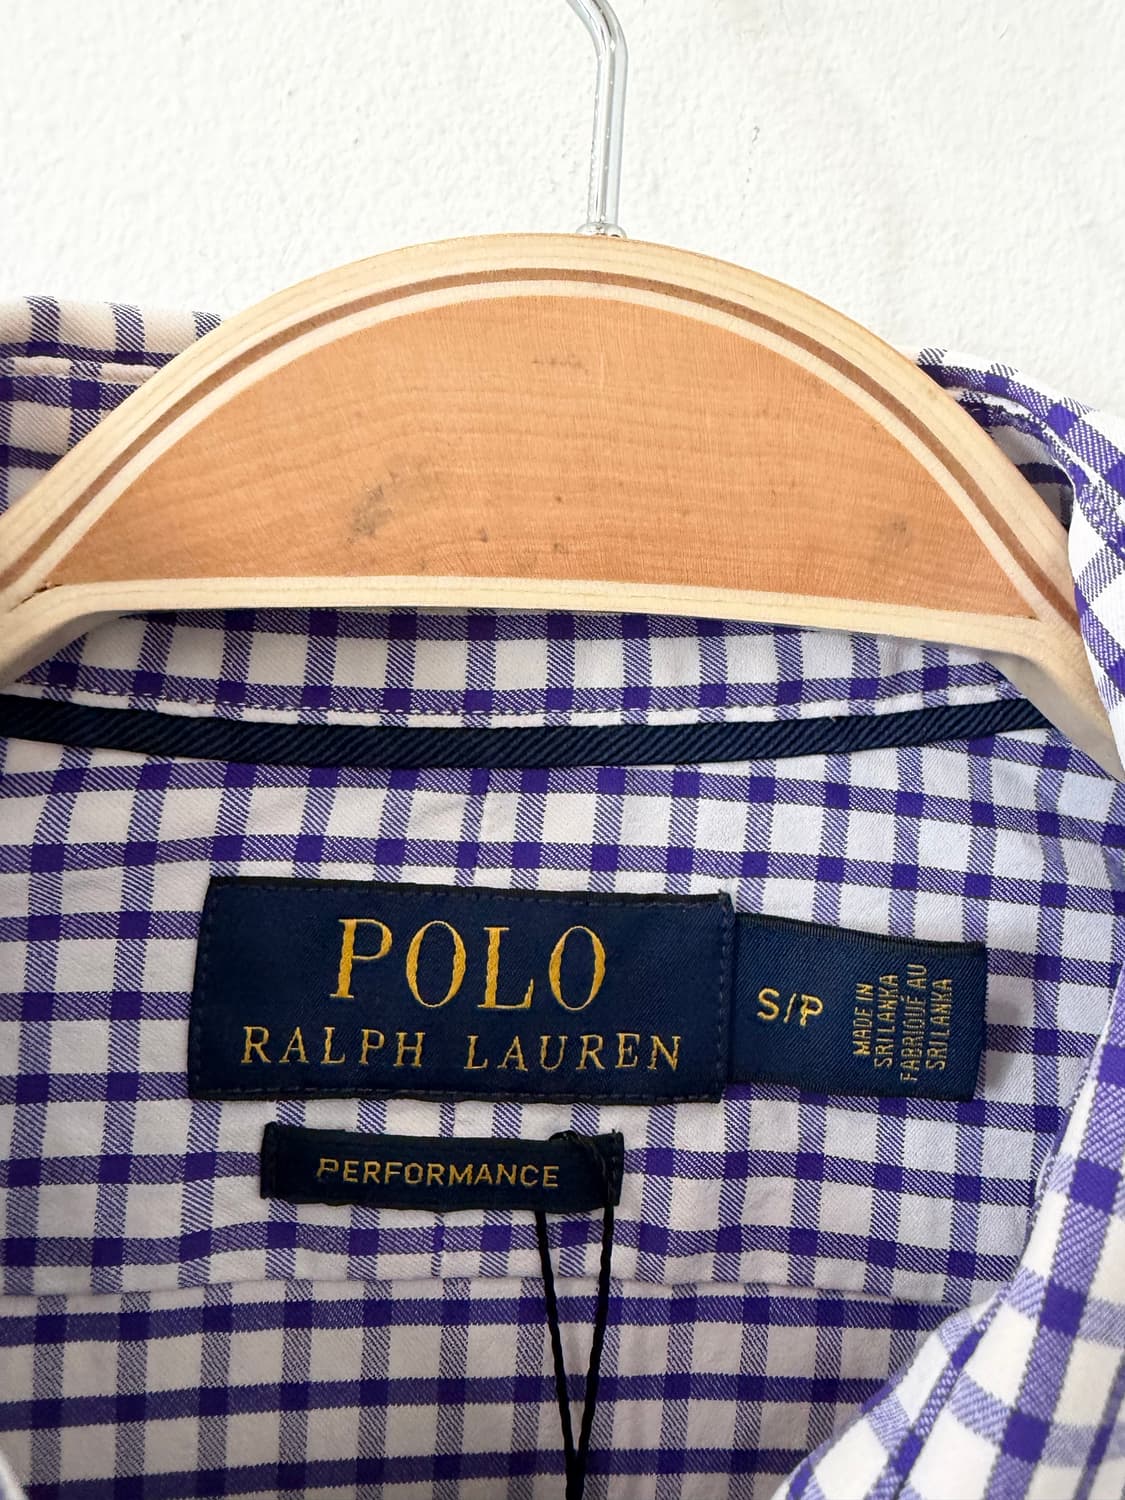 POLO
RALPH LAUREN
S/P
MADE IN
SRI LANKA
FABRIQUÉ AU
SRI LANKA
PERFORMANCE